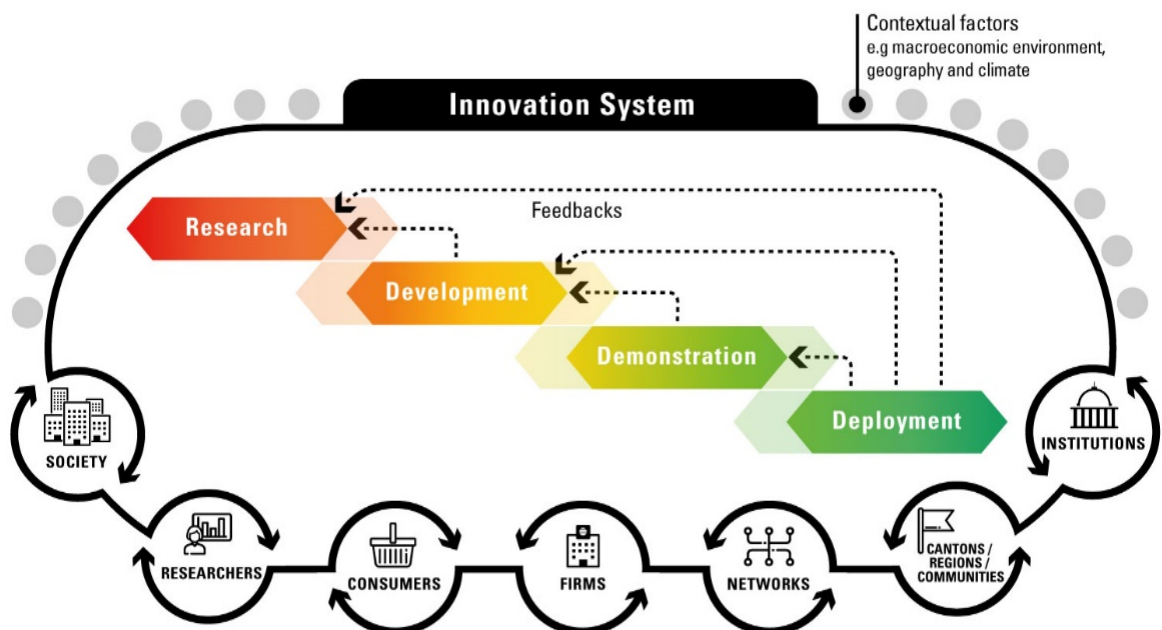 Contextual factors
e.g macroeconomic environment,
geography and climate
Innovation System
Research
Feedbacks
Development
Demonstration
Deployment
SOCIETY
INSTITUTIONS
RESEARCHERS
CONSUMERS
FIRMS
NETWORKS
CANTONS /
REGIONS /
COMMUNITIES